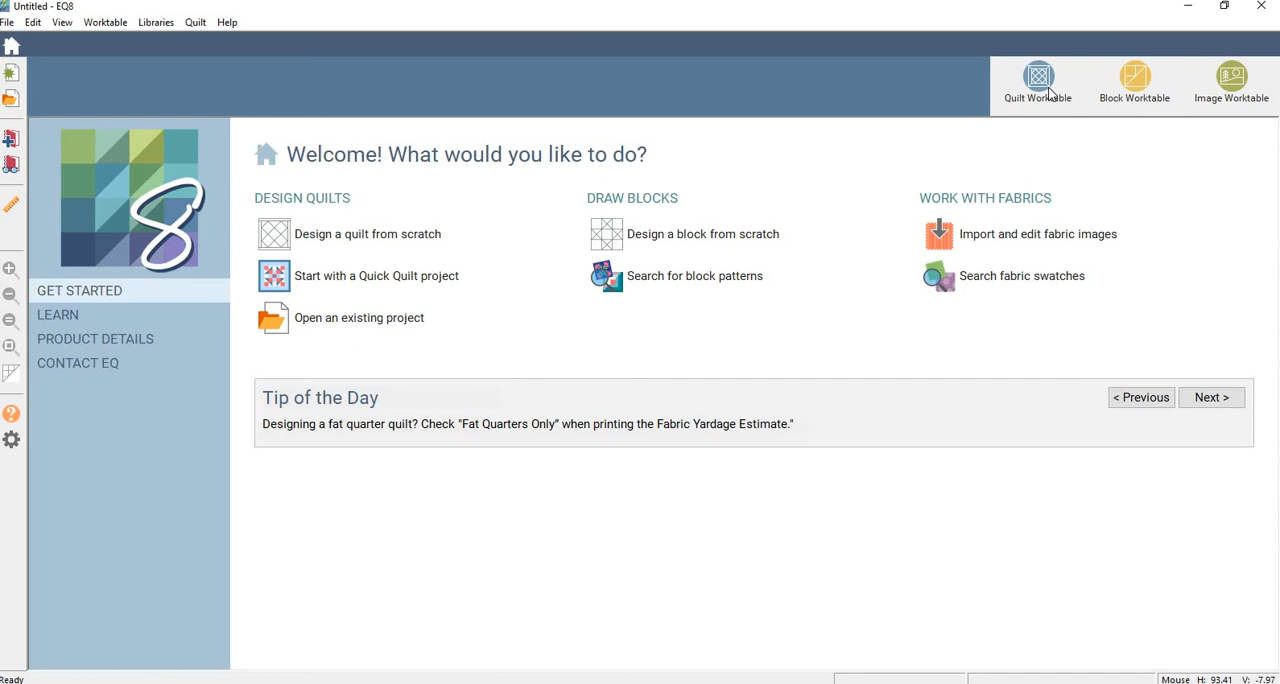 Untitled - EQ8
File Edit View Worktable Libraries Quilt Help
Quilt Worktable Block Worktable Image Worktable
8
GET STARTED
LEARN
PRODUCT DETAILS
CONTACT EQ
Welcome! What would you like to do?
DESIGN QUILTS
Design a quilt from scratch
Start with a Quick Quilt project
Open an existing project
DRAW BLOCKS
Design a block from scratch
Search for block patterns
WORK WITH FABRICS
Import and edit fabric images
Search fabric swatches
Tip of the Day
< Previous Next >
Designing a fat quarter quilt? Check "Fat Quarters Only" when printing the Fabric Yardage Estimate."
Ready
Mouse H: 93.41 V: -7.97